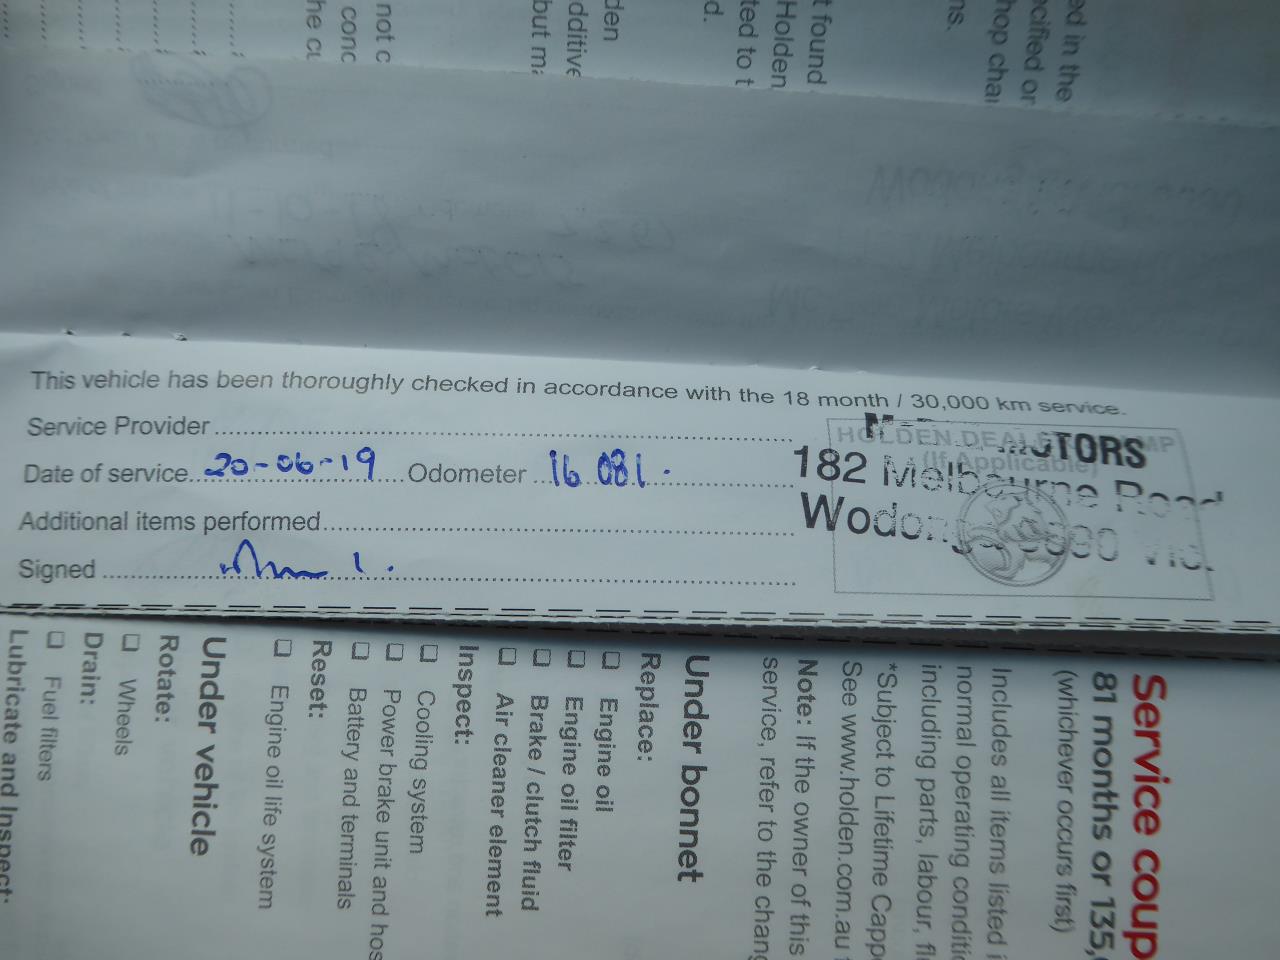 ed in the
ecified or
hop char
ns.
t found
Holden
ted to t
d.
den
dditive
but ma
not c
conc
he cu
This vehicle has been thoroughly checked in accordance with the 18 month / 30,000 km service.
Service Provider
Date of service 20-06-19 Odometer 16 081.
Additional items performed
Signed
HOLDEN DEALER STAMP
(If Applicable)
TORS
182 Melbourne Road
Wodonga 3690 Vic.
Service coup
81 months or 135,
(whichever occurs first)
Includes all items listed i
normal operating conditi
including parts, labour, fl
*Subject to Lifetime Capp
See www.holden.com.au
Note: If the owner of this
service, refer to the chang
Under bonnet
Replace:
Engine oil
Engine oil filter
Brake / clutch fluid
Air cleaner element
Inspect:
Cooling system
Power brake unit and hos
Battery and terminals
Reset:
Engine oil life system
Under vehicle
Rotate:
Wheels
Drain:
Fuel filters
Lubricate and Inspect: